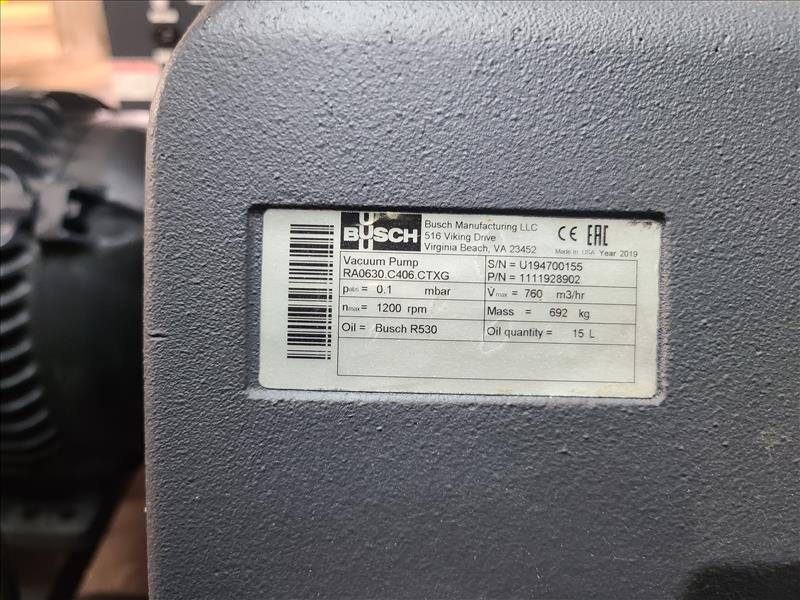 BUSCH
Busch Manufacturing LLC
516 Viking Drive
Virginia Beach, VA 23452
CE EAC
Made in USA Year 2019
Vacuum Pump
RA0630.C406.CTXG
S/N = U194700155
P/N = 1111928902
pabs = 0.1 mbar
V̇max = 760 m3/hr
nmax = 1200 rpm
Mass = 692 kg
Oil = Busch R530
Oil quantity = 15 L